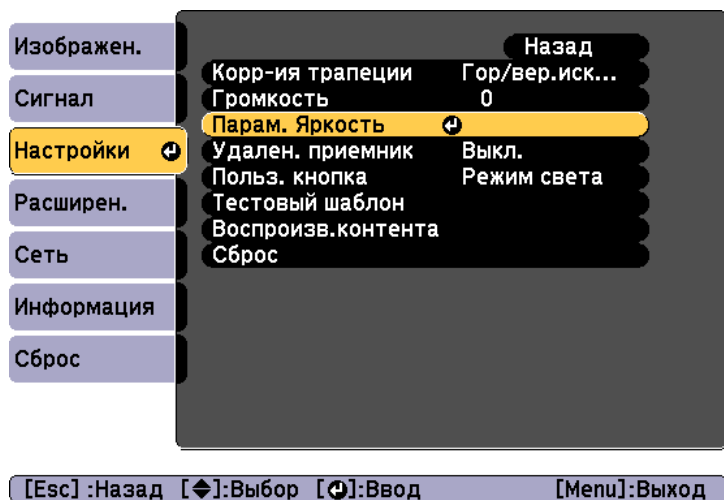 Изображен.
Сигнал
Настройки
Расширен.
Сеть
Информация
Сброс
Назад
Корр-ия трапеции Гор/вер.иск...
Громкость 0
Парам. Яркость
Удален. приемник Выкл.
Польз. кнопка Режим света
Тестовый шаблон
Воспроизв.контента
Сброс
[Esc] :Назад [ ]:Выбор [ ]:Ввод [Menu]:Выход